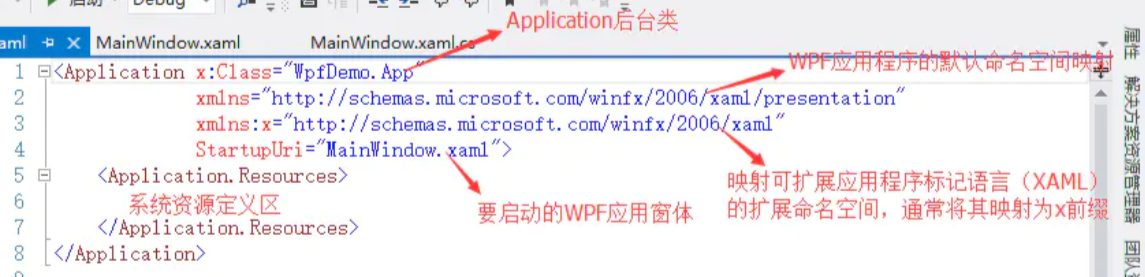 启动
Debug
Application后台类
aml
MainWindow.xaml
MainWindow.xaml.cs
1 <Application x:Class="WpfDemo.App"
WPF应用程序的默认命名空间映射
2 xmlns="http://schemas.microsoft.com/winfx/2006/xaml/presentation"
3 xmlns:x="http://schemas.microsoft.com/winfx/2006/xaml"
4 StartupUri="MainWindow.xaml">
5 <Application.Resources>
6 系统资源定义区
7 </Application.Resources>
8 </Application>
9
要启动的WPF应用窗体
映射可扩展应用程序标记语言（XAML）
的扩展命名空间，通常将其映射为x前缀
属性
解决方案资源管理器
团队